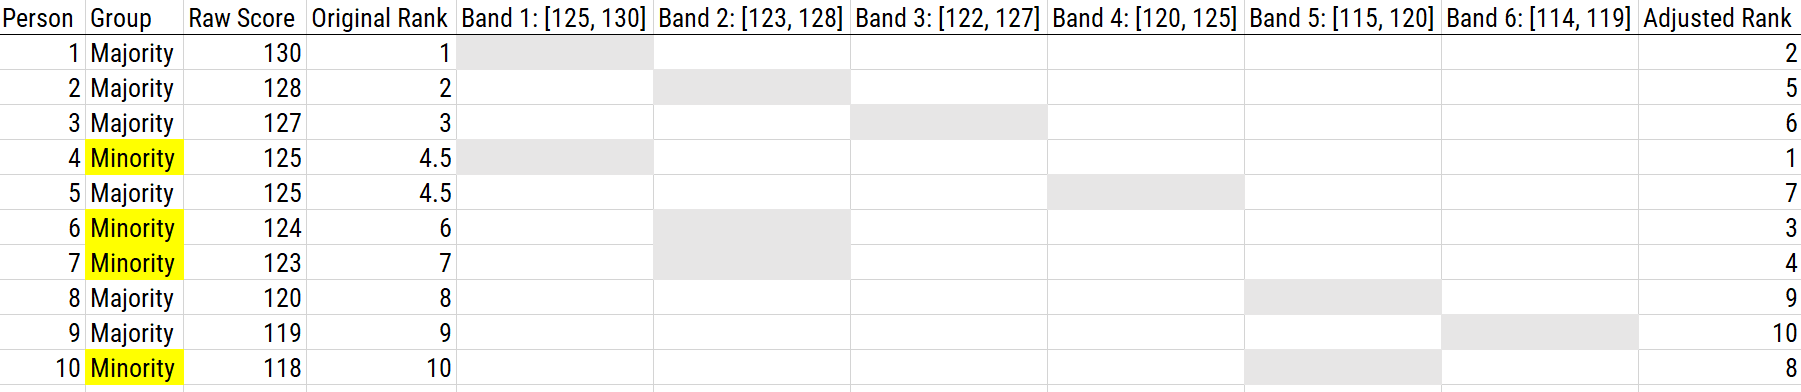 Person Group Raw Score Original Rank Band 1: [125, 130] Band 2: [123, 128] Band 3: [122, 127] Band 4: [120, 125] Band 5: [115, 120] Band 6: [114, 119] Adjusted Rank
1 Majority 130 1 2
2 Majority 128 2 5
3 Majority 127 3 6
4 Minority 125 4.5 1
5 Majority 125 4.5 7
6 Minority 124 6 3
7 Minority 123 7 4
8 Majority 120 8 9
9 Majority 119 9 10
10 Minority 118 10 8